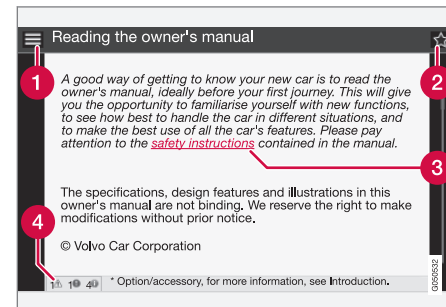 Reading the owner's manual
1
2
A good way of getting to know your new car is to read the
owner's manual, ideally before your first journey. This will give
you the opportunity to familiarise yourself with new functions,
to see how best to handle the car in different situations, and
to make the best use of all the car's features. Please pay
attention to the safety instructions contained in the manual.
3
The specifications, design features and illustrations in this
owner's manual are not binding. We reserve the right to make
modifications without prior notice.
4
© Volvo Car Corporation
1 1 4 * Option/accessory, for more information, see Introduction.
G050532